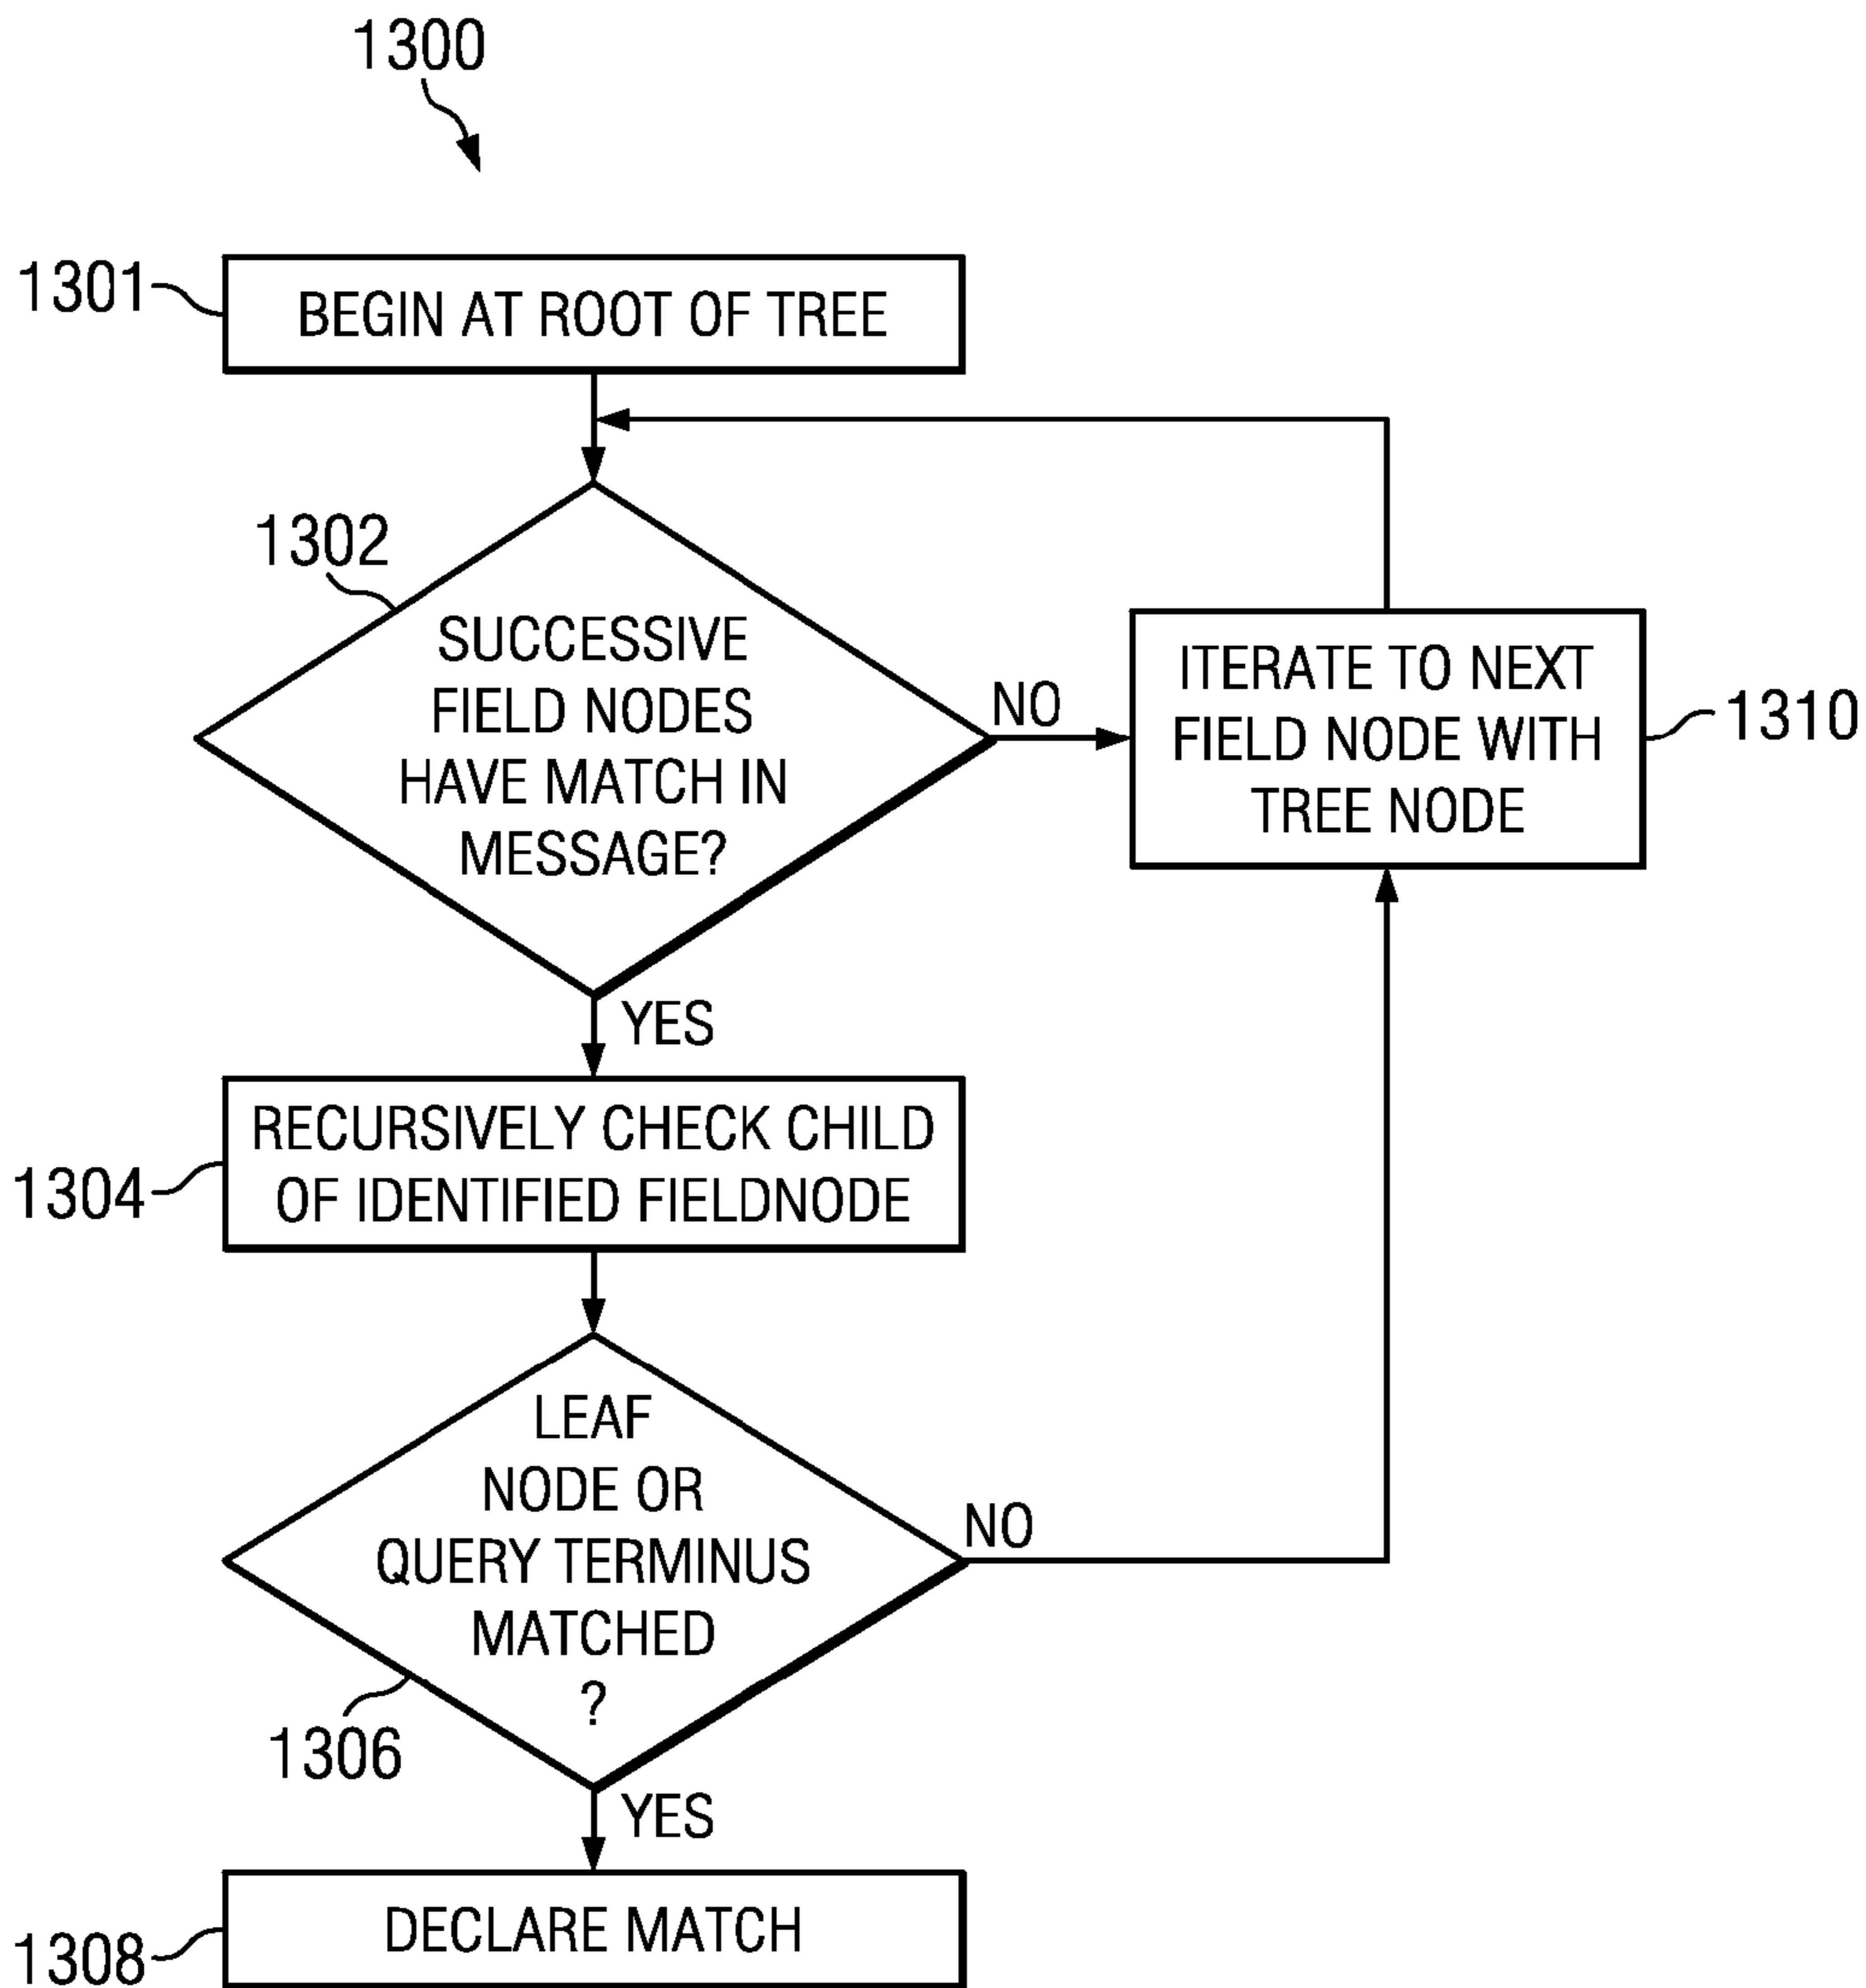 1300
1301
BEGIN AT ROOT OF TREE
1302
SUCCESSIVE
FIELD NODES
HAVE MATCH IN
MESSAGE?
NO
ITERATE TO NEXT
FIELD NODE WITH
TREE NODE
1310
YES
1304
RECURSIVELY CHECK CHILD
OF IDENTIFIED FIELDNODE
LEAF
NODE OR
QUERY TERMINUS
MATCHED
?
NO
1306
YES
1308
DECLARE MATCH